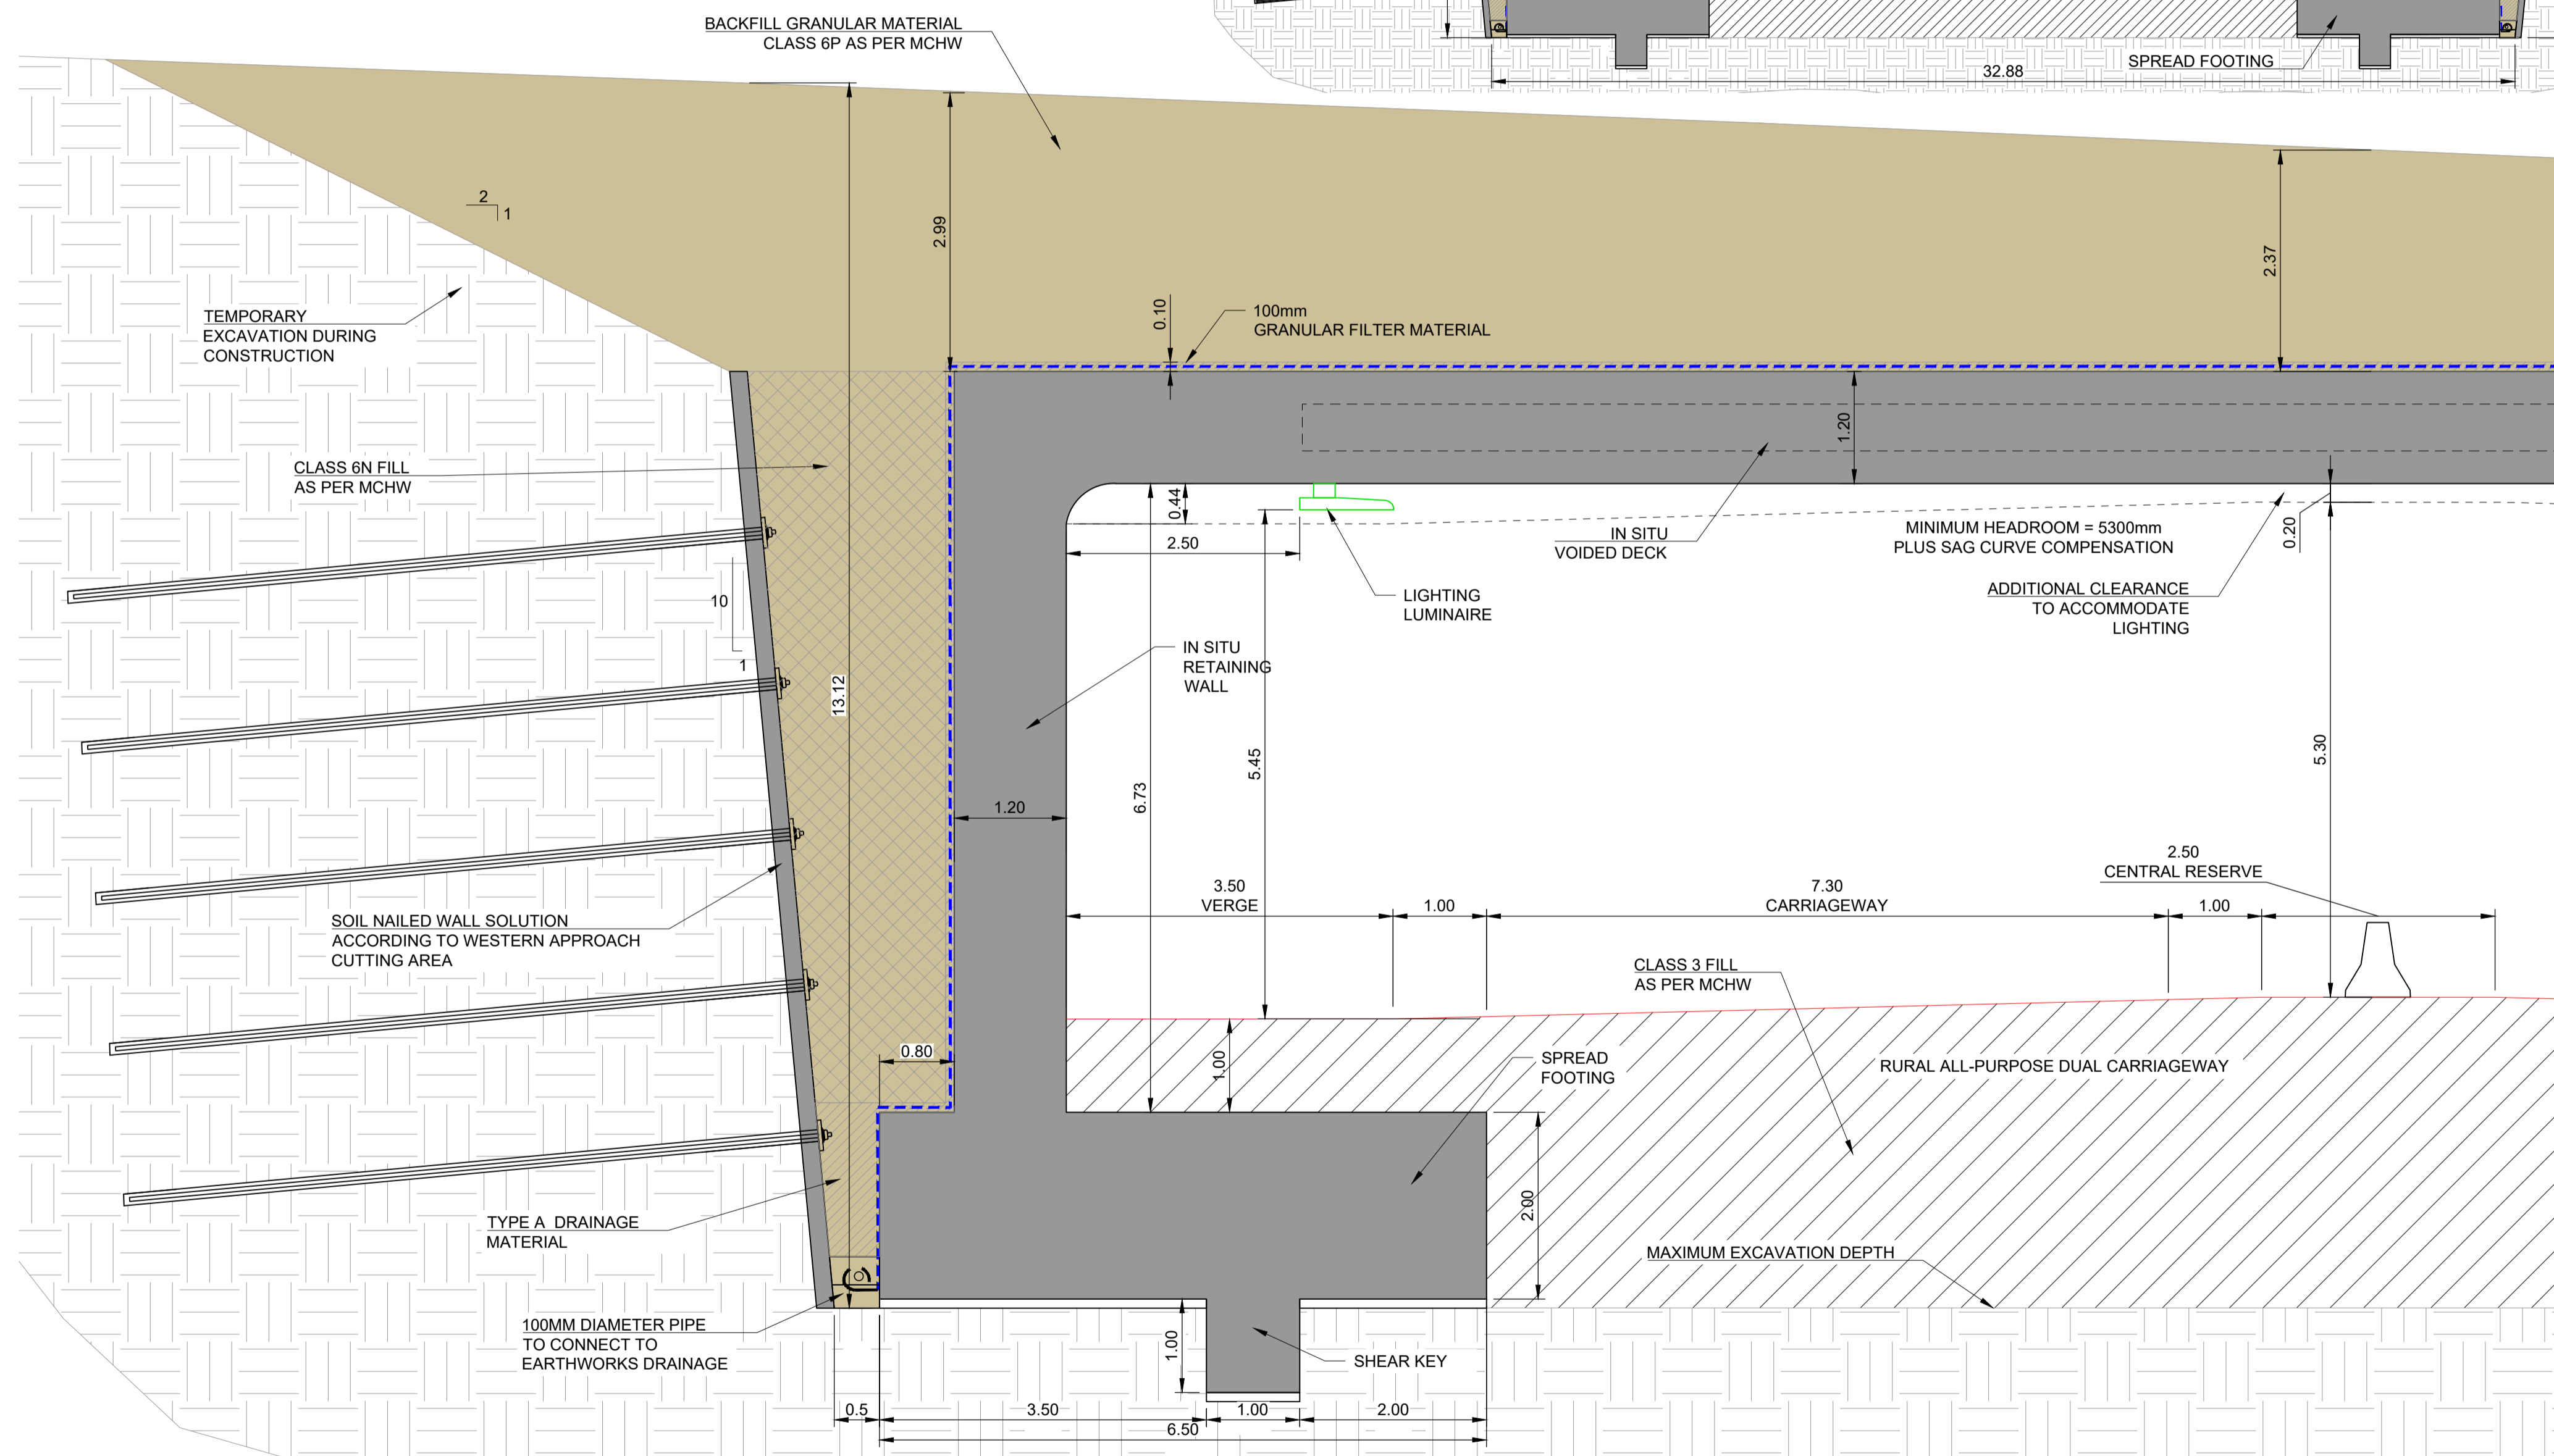 BACKFILL GRANULAR MATERIAL
CLASS 6P AS PER MCHW
SPREAD FOOTING
32.88
2
1
2.99
2.37
TEMPORARY
EXCAVATION DURING
CONSTRUCTION
0.10
100mm
GRANULAR FILTER MATERIAL
1.20
CLASS 6N FILL
AS PER MCHW
0.44
2.50
IN SITU
VOIDED DECK
MINIMUM HEADROOM = 5300mm
PLUS SAG CURVE COMPENSATION
0.20
LIGHTING
LUMINAIRE
ADDITIONAL CLEARANCE
TO ACCOMMODATE
LIGHTING
10
1
IN SITU
RETAINING
WALL
13.12
6.73
5.45
5.30
1.20
2.50
CENTRAL RESERVE
3.50
VERGE
1.00
7.30
CARRIAGEWAY
1.00
SOIL NAILED WALL SOLUTION
ACCORDING TO WESTERN APPROACH
CUTTING AREA
CLASS 3 FILL
AS PER MCHW
0.80
1.00
SPREAD
FOOTING
RURAL ALL-PURPOSE DUAL CARRIAGEWAY
2.00
TYPE A DRAINAGE
MATERIAL
MAXIMUM EXCAVATION DEPTH
100MM DIAMETER PIPE
TO CONNECT TO
EARTHWORKS DRAINAGE
1.00
SHEAR KEY
0.5
3.50
1.00
2.00
6.50